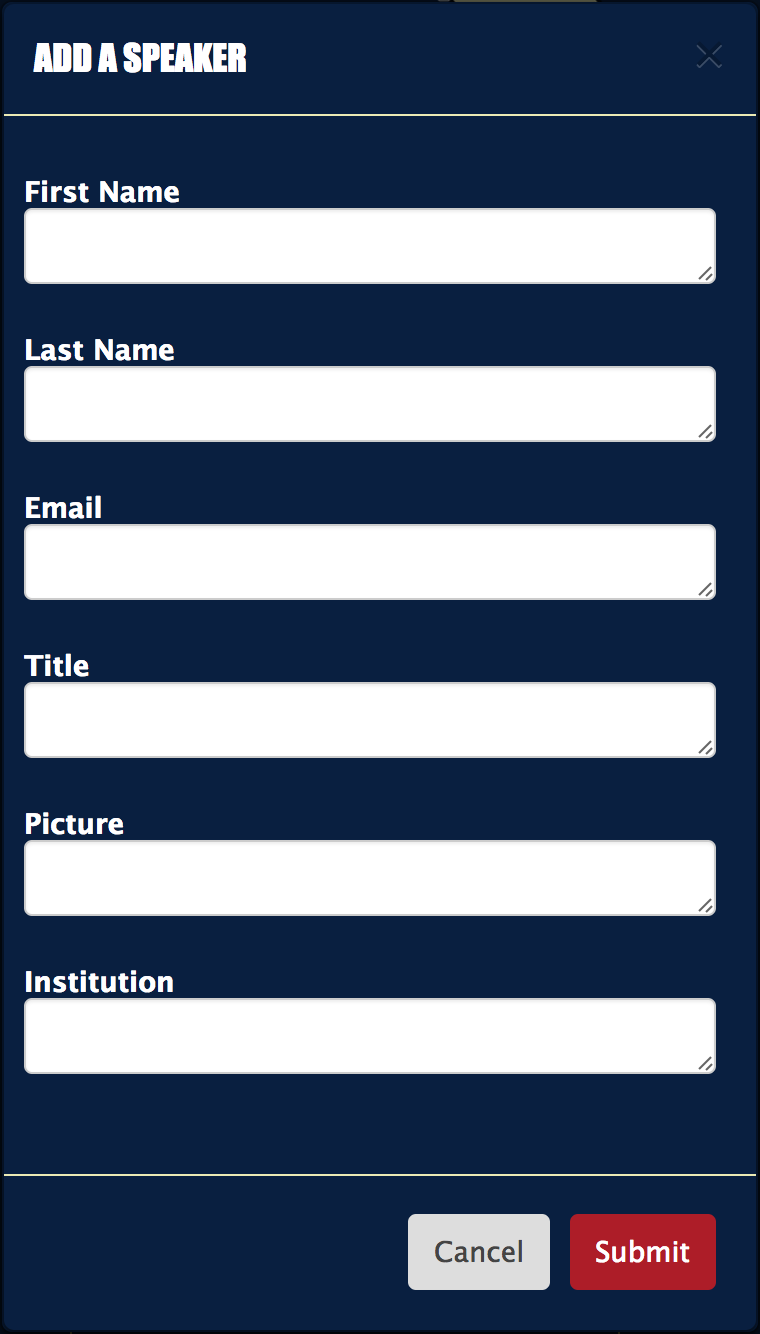 ADD A SPEAKER
First Name
Last Name
Email
Title
Picture
Institution
Cancel Submit